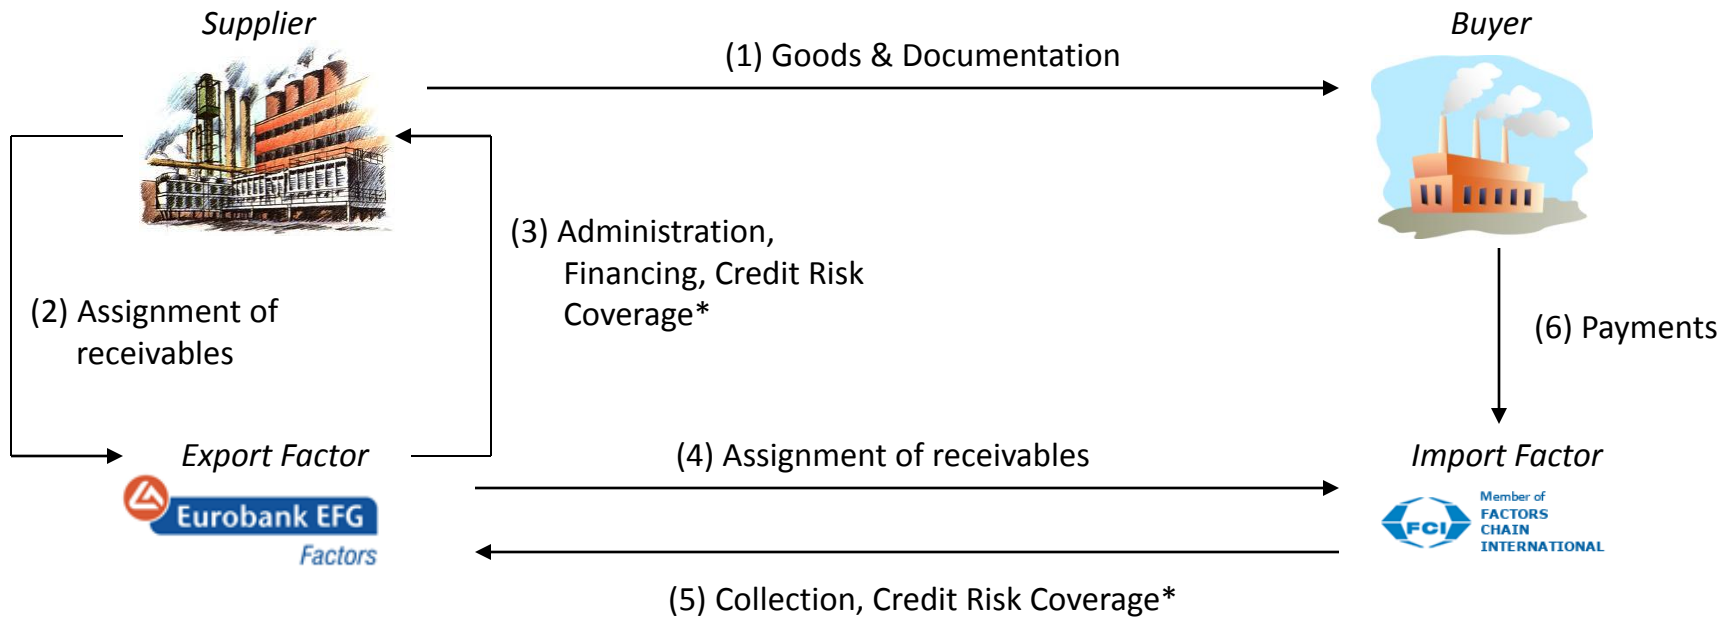 Supplier
Buyer
(1) Goods & Documentation
(3) Administration,
Financing, Credit Risk
Coverage*
(2) Assignment of
receivables
(6) Payments
Export Factor
(4) Assignment of receivables
Import Factor
Eurobank EFG
Factors
FCI
Member of
FACTORS
CHAIN
INTERNATIONAL
(5) Collection, Credit Risk Coverage*